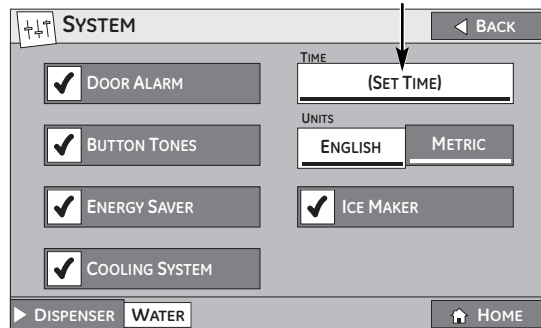 SYSTEM
BACK
DOOR ALARM
BUTTON TONES
ENERGY SAVER
COOLING SYSTEM
TIME
(SET TIME)
UNITS
ENGLISH METRIC
ICE MAKER
DISPENSER WATER
HOME